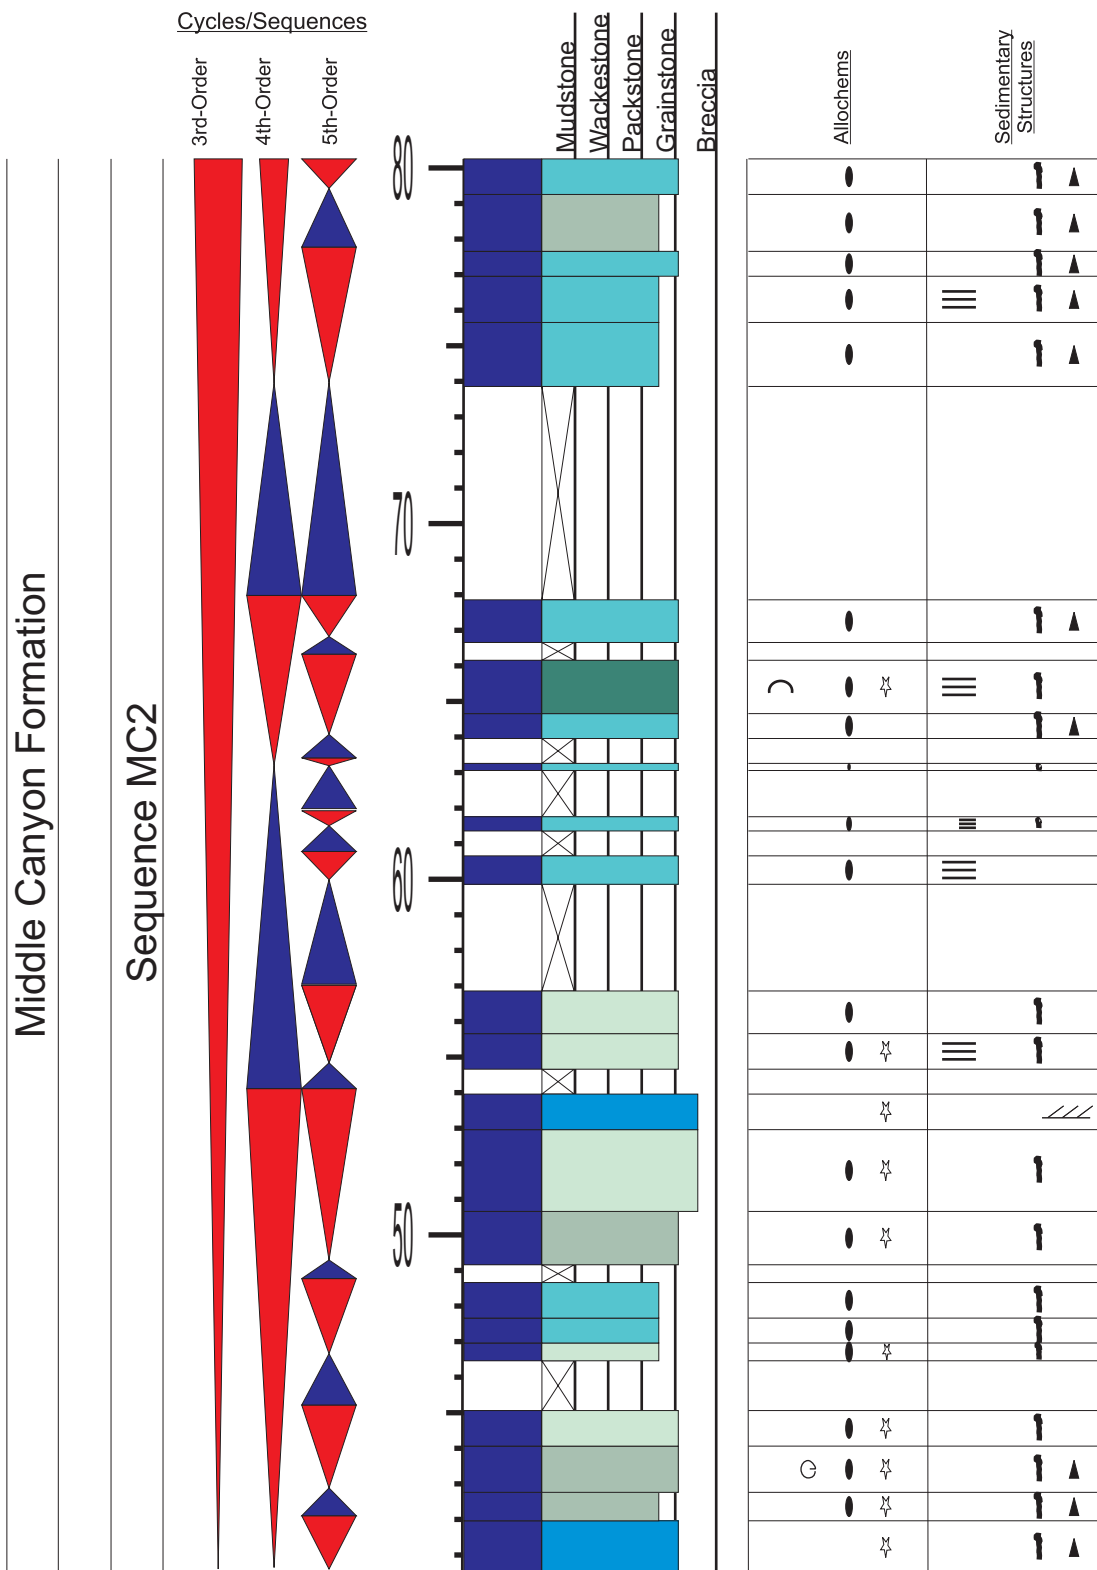 Cycles/Sequences
3rd-Order
4th-Order
5th-Order
Mudstone
Wackestone
Packstone
Grainstone
Breccia
Allochems
Sedimentary
Structures
80
70
60
50
Middle Canyon Formation
Sequence MC2